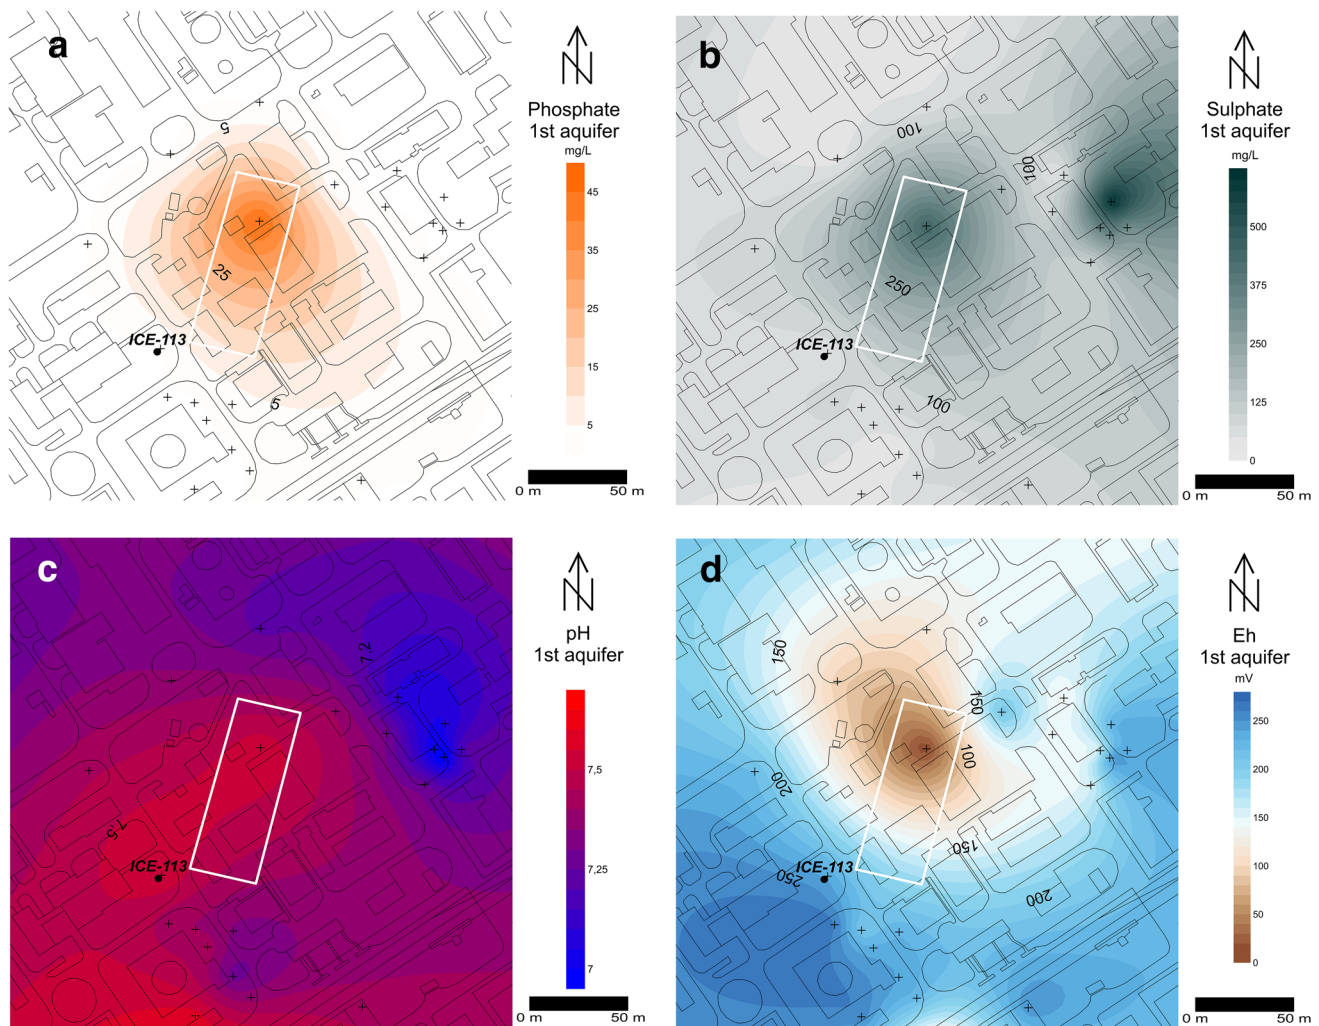 a
N
Phosphate
1st aquifer
mg/L
45
35
25
15
5
5
25
ICE-113
5
0 m 50 m
b
N
Sulphate
1st aquifer
mg/L
500
375
250
125
0
100
100
250
ICE-113
100
0 m 50 m
c
N
pH
1st aquifer
7,5
7,25
7
7,2
7,5
ICE-113
0 m 50 m
d
N
Eh
1st aquifer
mV
250
200
150
100
50
0
150
150
100
200
150
ICE-113
250
200
0 m 50 m